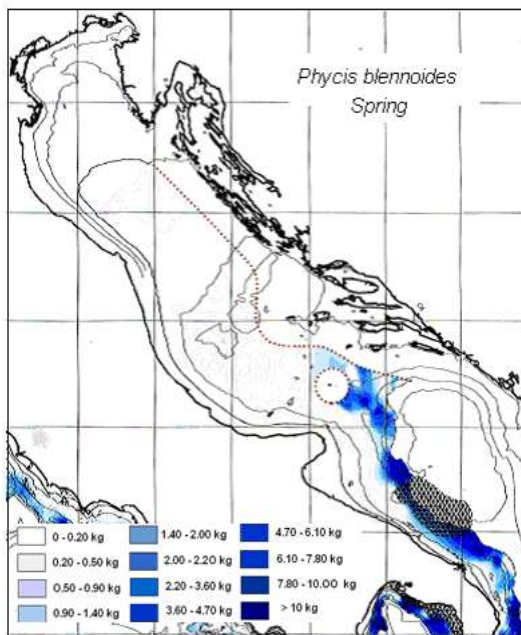 Phycis blennoides
Spring
0 - 0.20 kg
0.20 - 0.50 kg
0.50 - 0.90 kg
0.90 - 1.40 kg
1.40 - 2.00 kg
2.00 - 2.20 kg
2.20 - 3.60 kg
3.60 - 4.70 kg
4.70 - 6.10 kg
6.10 - 7.80 kg
7.80 - 10.00 kg
> 10 kg